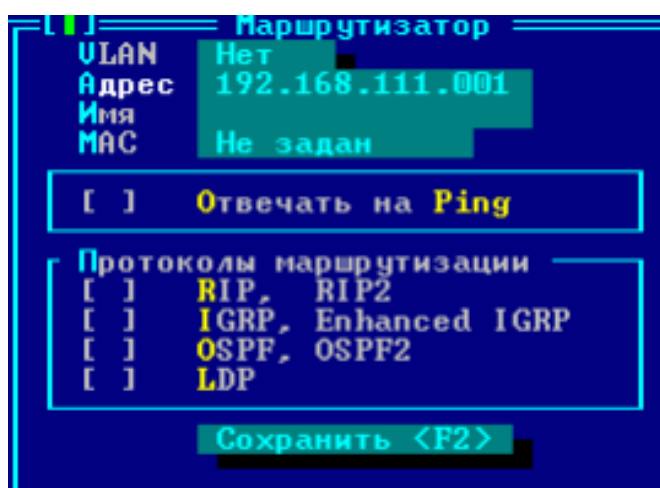 Маршрутизатор
VLAN Нет
Адрес 192.168.111.001
Имя
MAC Не задан
[ ] Отвечать на Ping
Протоколы маршрутизации
[ ] RIP, RIP2
[ ] IGRP, Enhanced IGRP
[ ] OSPF, OSPF2
[ ] LDP
Сохранить <F2>